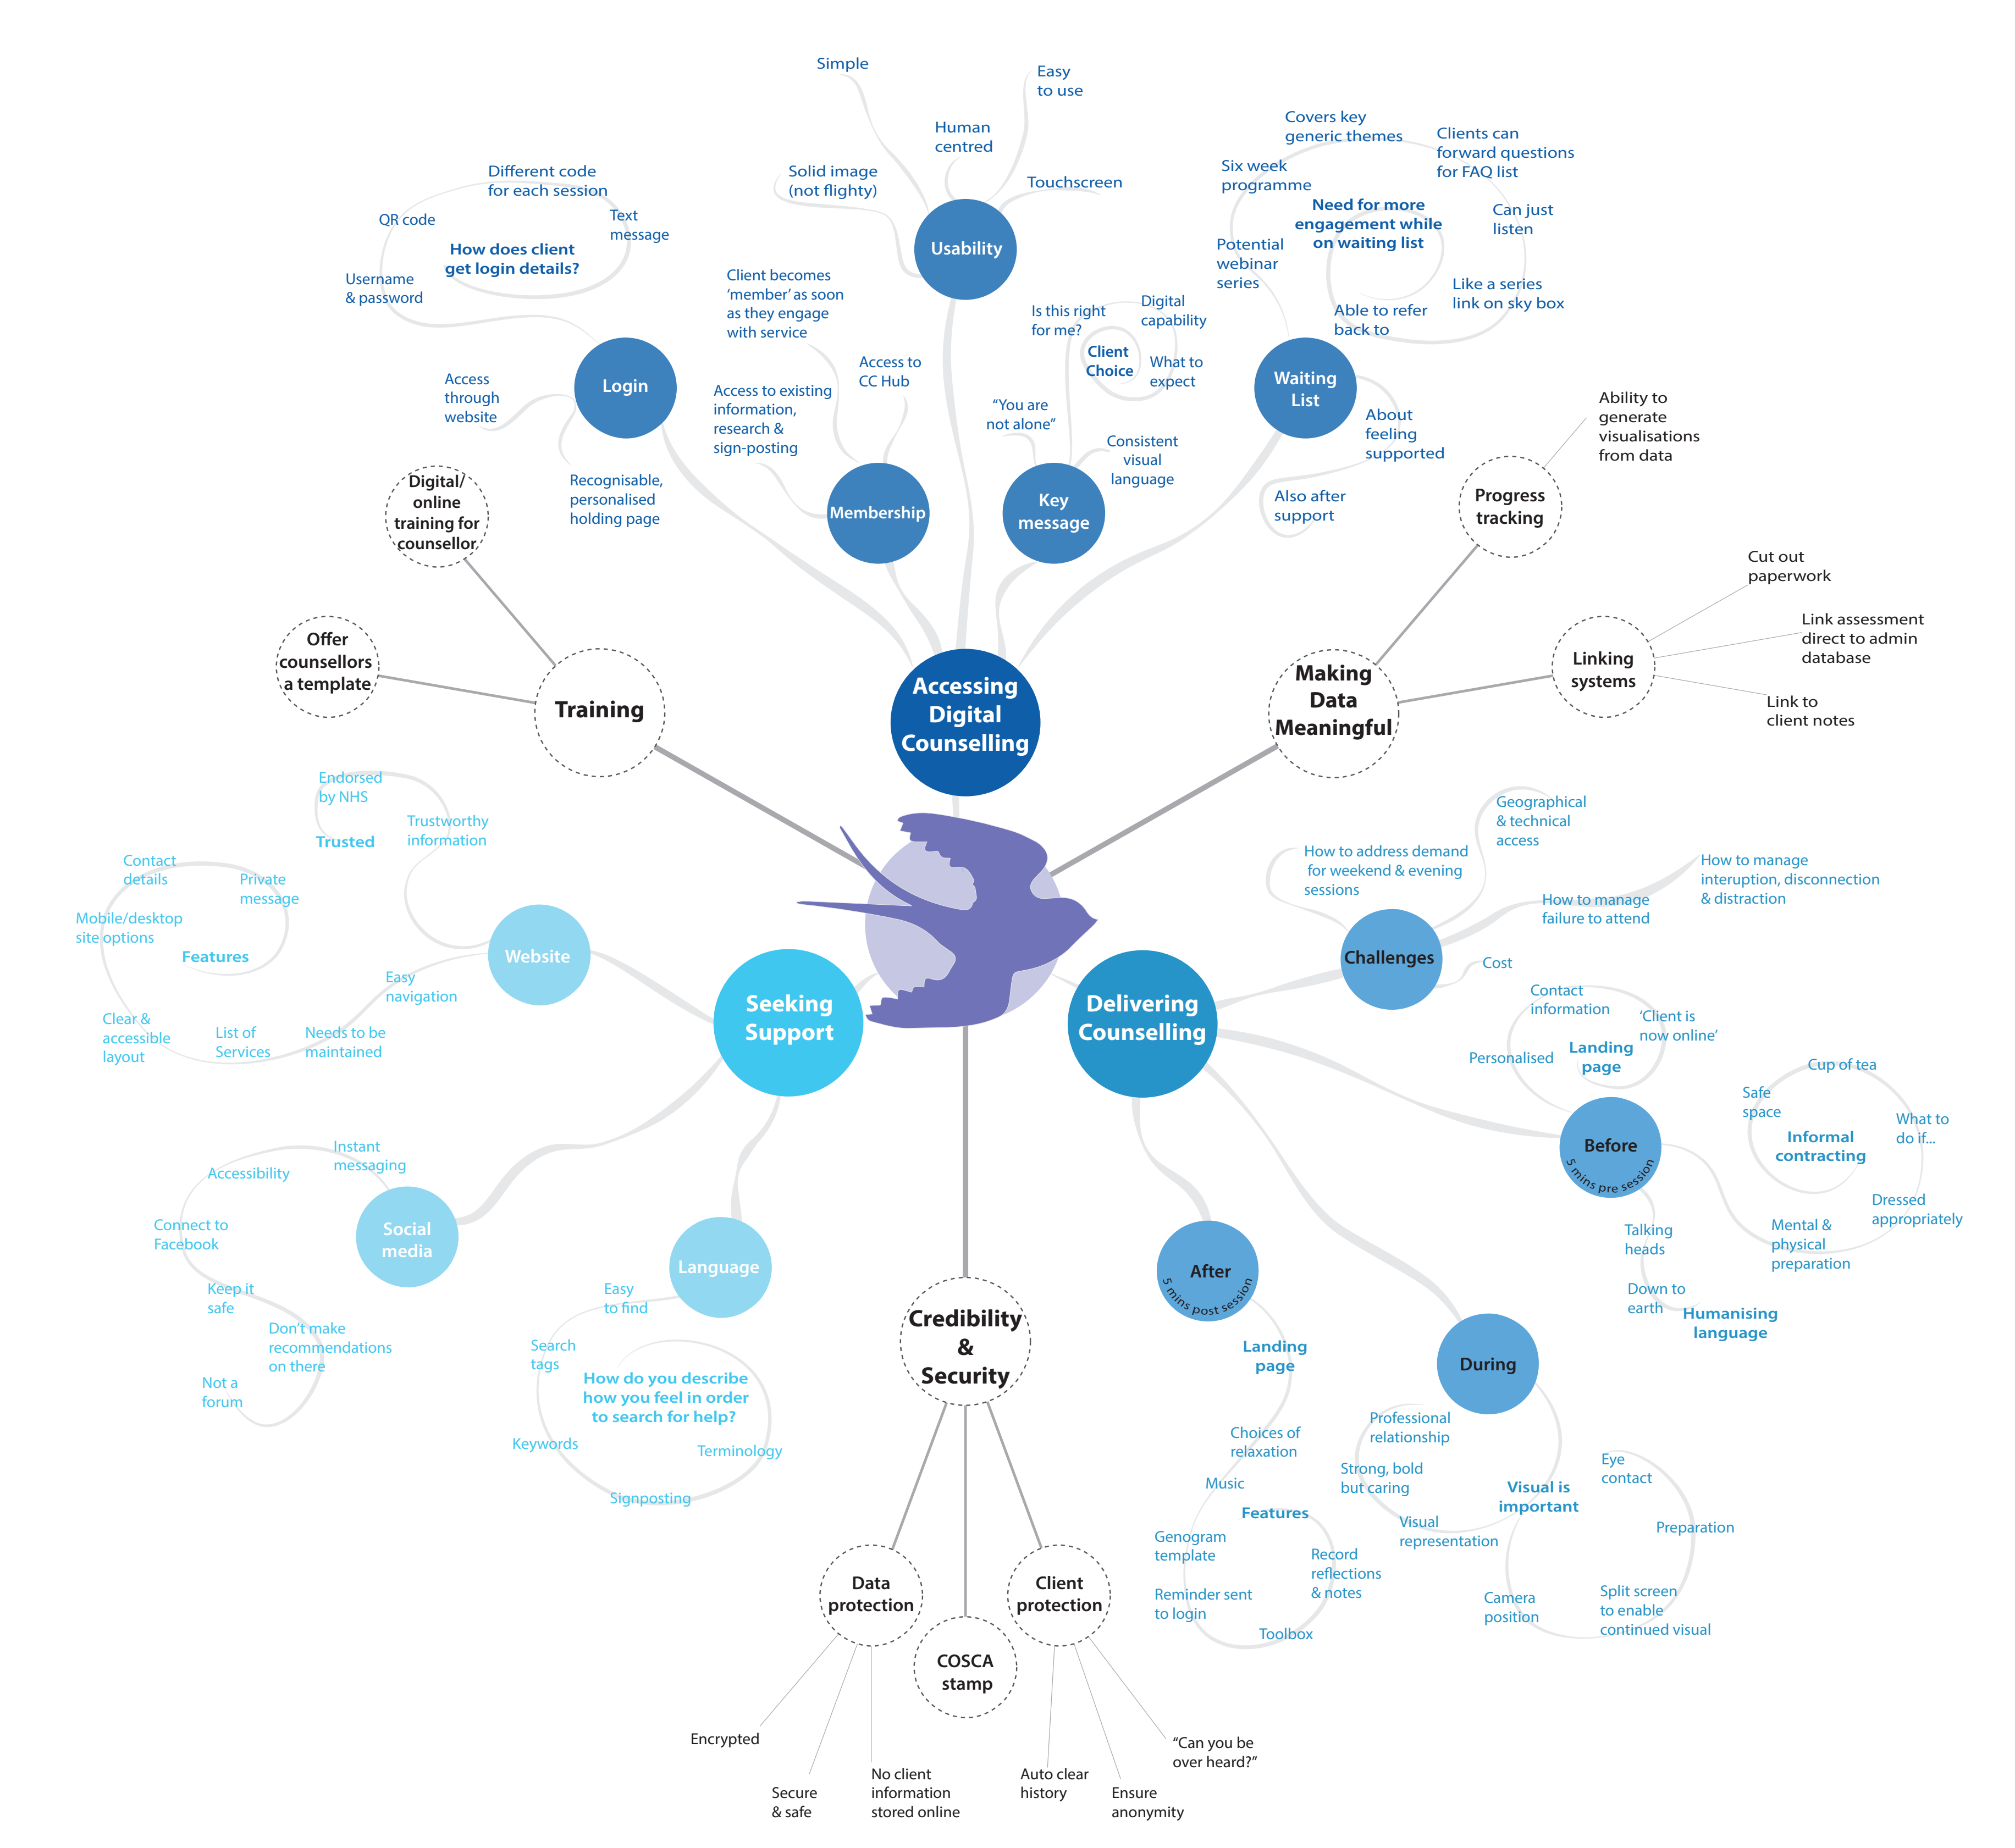 Simple
Easy
to use
Human
centred
Solid image
(not flighty)
Touchscreen
Usability
Different code
for each session
QR code
Text
message
How does client
get login details?
Username
& password
Login
Access
through
website
Recognisable,
personalised
holding page
Client becomes
‘member’ as soon
as they engage
with service
Access to
CC Hub
Access to existing
information,
research &
sign-posting
Membership
Is this right
for me?
Digital
capability
Client
Choice
What to
expect
“You are
not alone”
Consistent
visual
language
Key
message
Covers key
generic themes
Clients can
forward questions
for FAQ list
Six week
programme
Need for more
engagement while
on waiting list
Can just
listen
Potential
webinar
series
Like a series
link on sky box
Able to refer
back to
Waiting
List
About
feeling
supported
Also after
support
Accessing
Digital
Counselling
Digital/
online
training for
counsellor
Offer
counsellors
a template
Training
Ability to
generate
visualisations
from data
Progress
tracking
Cut out
paperwork
Link assessment
direct to admin
database
Link to
client notes
Linking
systems
Making
Data
Meaningful
Endorsed
by NHS
Trusted
Trustworthy
information
Contact
details
Private
message
Mobile/desktop
site options
Features
Easy
navigation
Clear &
accessible
layout
List of
Services
Needs to be
maintained
Website
Seeking
Support
Instant
messaging
Accessibility
Connect to
Facebook
Keep it
safe
Don’t make
recommendations
on there
Not a
forum
Social
media
Language
Easy
to find
Search
tags
How do you describe
how you feel in order
to search for help?
Keywords
Terminology
Signposting
Delivering
Counselling
Geographical
& technical
access
How to address demand
for weekend & evening
sessions
How to manage
interuption, disconnection
& distraction
How to manage
failure to attend
Challenges
Cost
Contact
information
‘Client is
now online’
Personalised
Landing
page
Before
5 mins pre session
Cup of tea
Safe
space
What to
do if...
Informal
contracting
Dressed
appropriately
Mental &
physical
preparation
Talking
heads
Down to
earth
Humanising
language
After
5 mins post session
Landing
page
Choices of
relaxation
Music
Features
Genogram
template
Record
reflections
& notes
Reminder sent
to login
Toolbox
During
Professional
relationship
Strong, bold
but caring
Visual is
important
Visual
representation
Eye
contact
Preparation
Camera
position
Split screen
to enable
continued visual
Credibility
&
Security
Data
protection
Client
protection
COSCA
stamp
Encrypted
Secure
& safe
No client
information
stored online
Auto clear
history
Ensure
anonymity
“Can you be
over heard?”